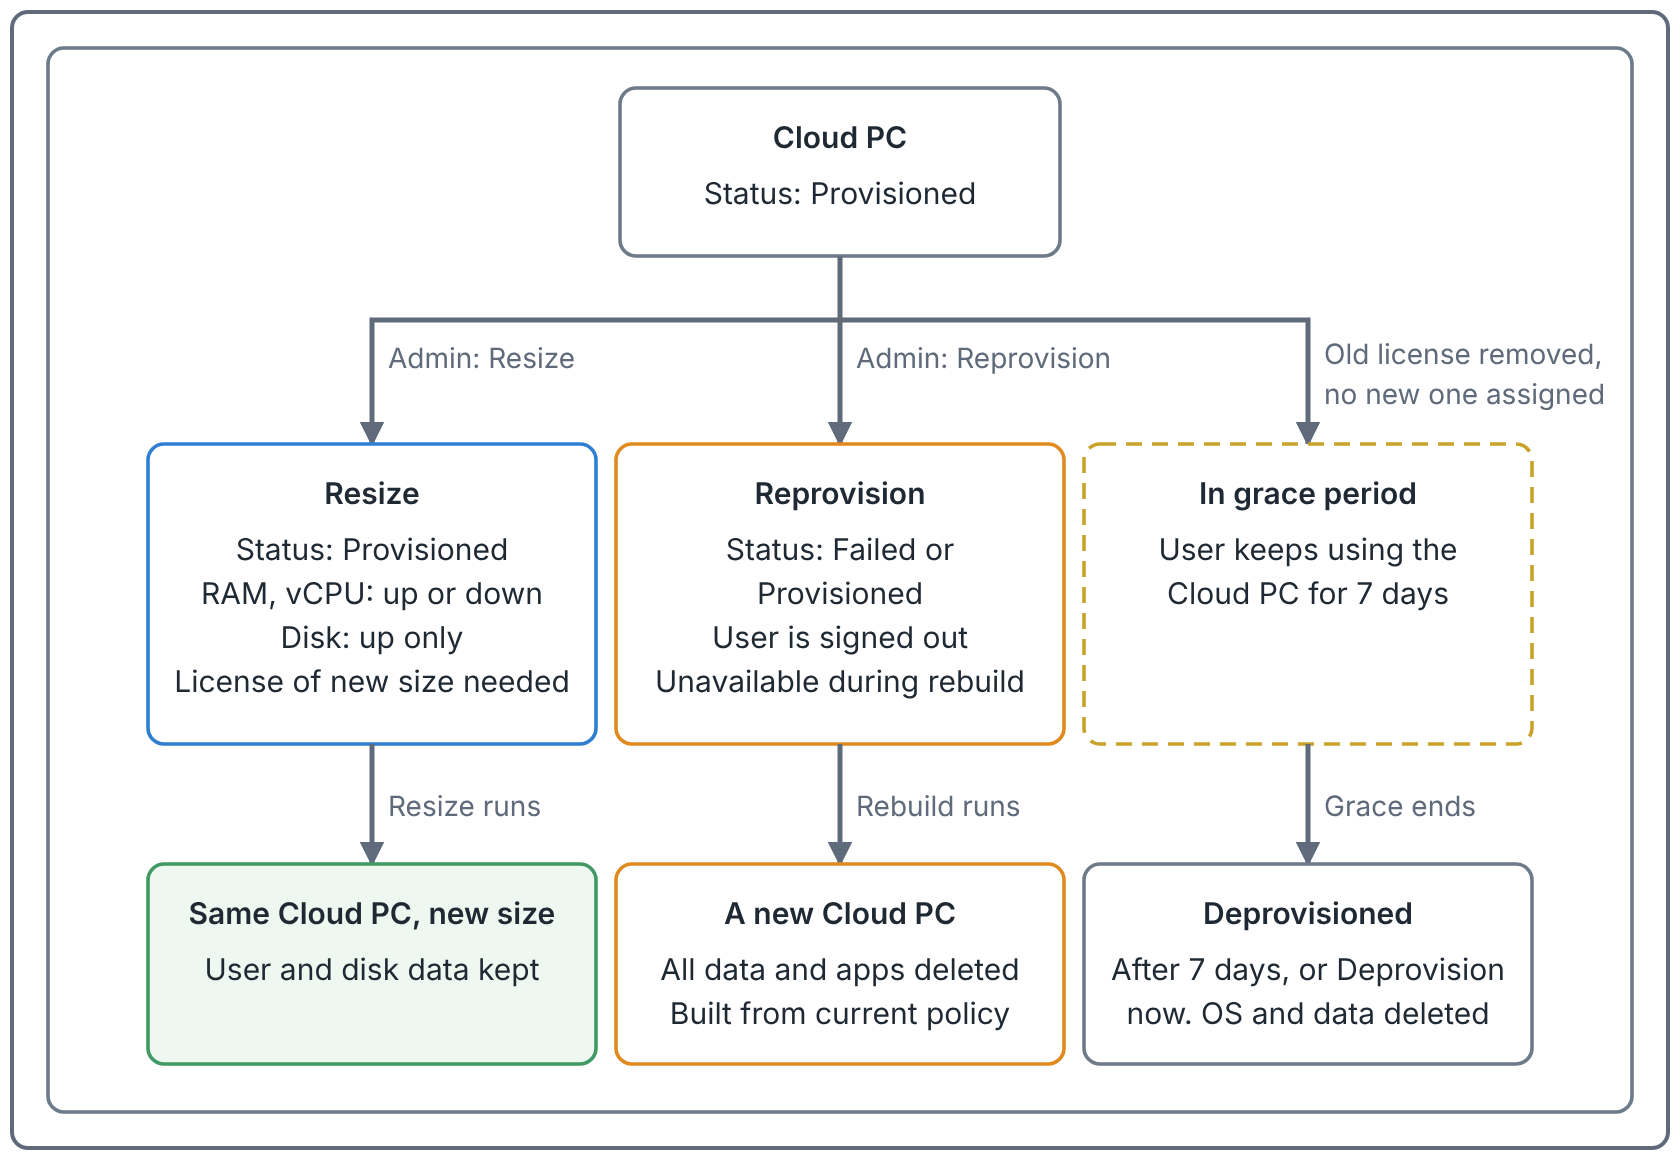 Cloud PC
Status: Provisioned
Admin: Resize
Admin: Reprovision
Old license removed,
no new one assigned
Resize
Status: Provisioned
RAM, vCPU: up or down
Disk: up only
License of new size needed
Reprovision
Status: Failed or
Provisioned
User is signed out
Unavailable during rebuild
In grace period
User keeps using the
Cloud PC for 7 days
Resize runs
Rebuild runs
Grace ends
Same Cloud PC, new size
User and disk data kept
A new Cloud PC
All data and apps deleted
Built from current policy
Deprovisioned
After 7 days, or Deprovision
now. OS and data deleted